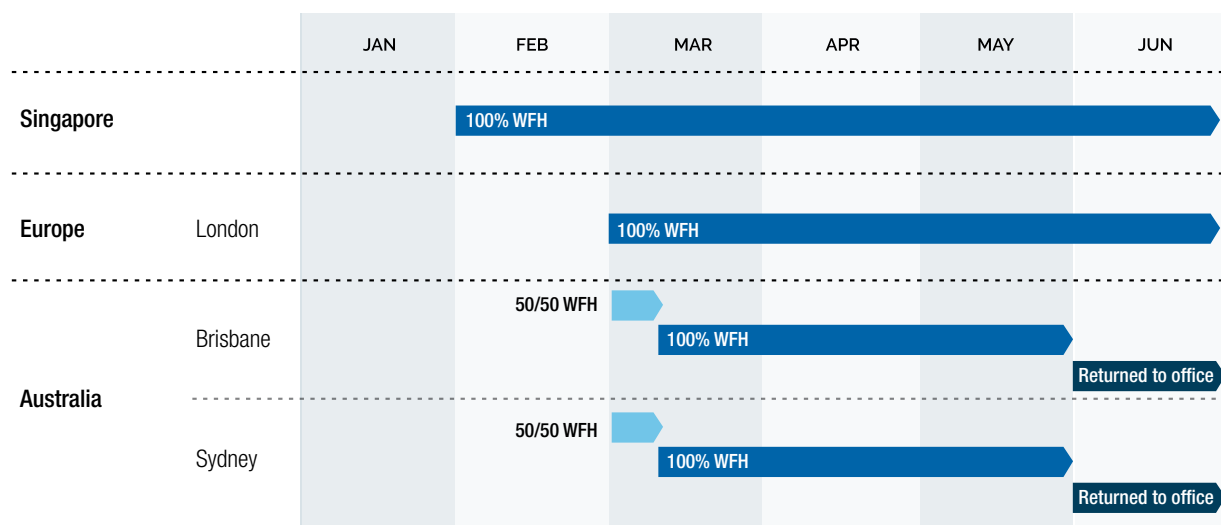 JAN FEB MAR APR MAY JUN
Singapore
100% WFH
Europe London
100% WFH
Australia
Brisbane
50/50 WFH
100% WFH
Returned to office
Sydney
50/50 WFH
100% WFH
Returned to office